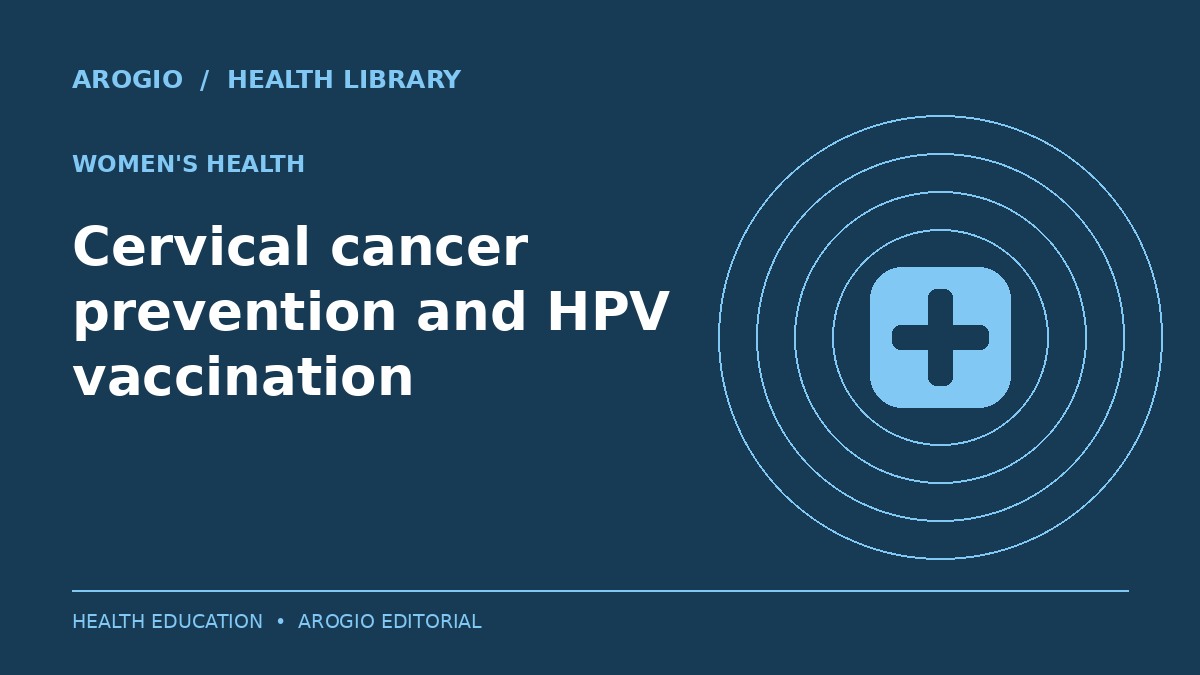 AROGIO / HEALTH LIBRARY
WOMEN'S HEALTH
Cervical cancer
prevention and HPV
vaccination
HEALTH EDUCATION • AROGIO EDITORIAL